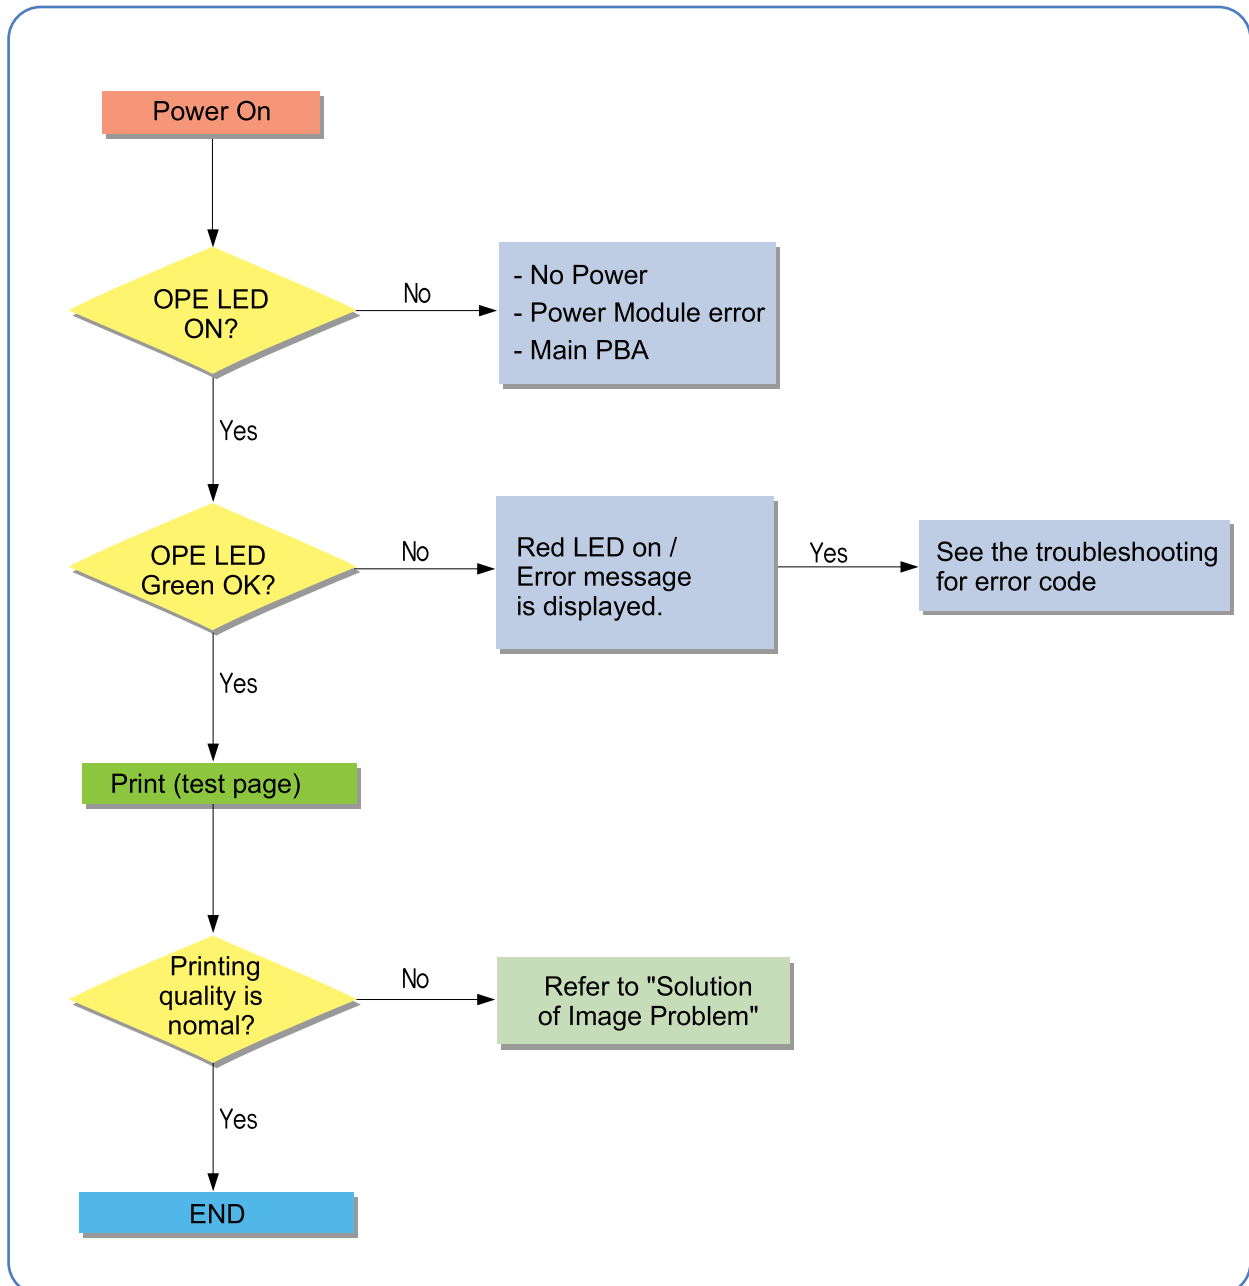 Power On
OPE LED
ON?
No
- No Power
- Power Module error
- Main PBA
Yes
OPE LED
Green OK?
No
Red LED on /
Error message
is displayed.
Yes
See the troubleshooting
for error code
Yes
Print (test page)
Printing
quality is
nomal?
No
Refer to "Solution
of Image Problem"
Yes
END